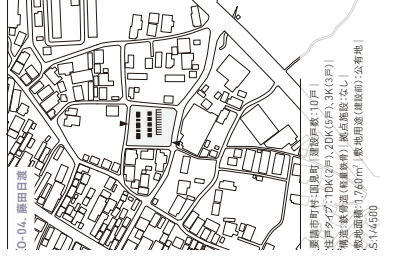 0-04. 藤田日渡
要請市町村:国見町 | 建設戸数:10戸 |
住戸タイプ:1DK(2戸)、2DK(5戸)、3K(3戸) |
構造:鉄骨造(軽量鉄骨) | 拠点施設:なし |
敷地面積:1,760m² | 敷地用途(建設前):公有地 |
S:1/4500